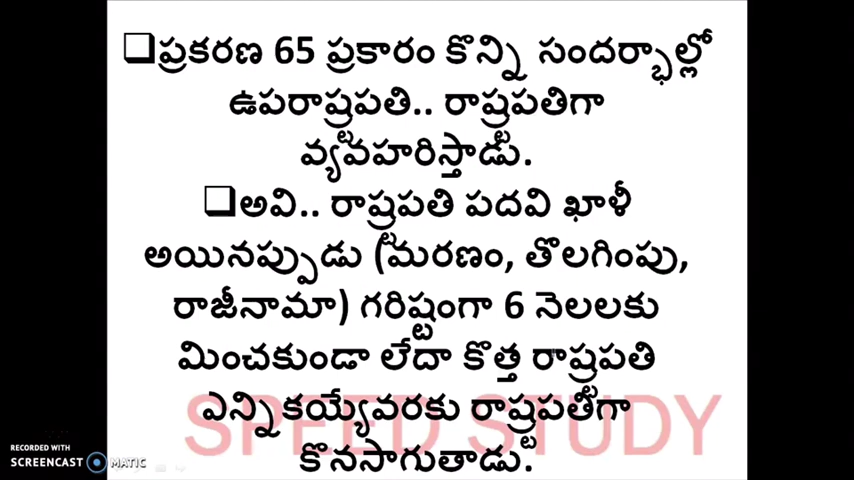 ❑ప్రకరణ 65 ప్రకారం కొన్ని సందర్భాల్లో
ఉపరాష్ట్రపతి.. రాష్ట్రపతిగా
వ్యవహరిస్తాడు.
❑అవి.. రాష్ట్రపతి పదవి ఖాళీ
అయినప్పుడు (మరణం, తొలగింపు,
రాజీనామా) గరిష్టంగా 6 నెలలకు
మించకుండా లేదా కొత్త రాష్ట్రపతి
ఎన్నికయ్యేవరకు రాష్ట్రపతిగా
కొనసాగుతాడు.
SPEED STUDY
RECORDED WITH
SCREENCAST MATIC